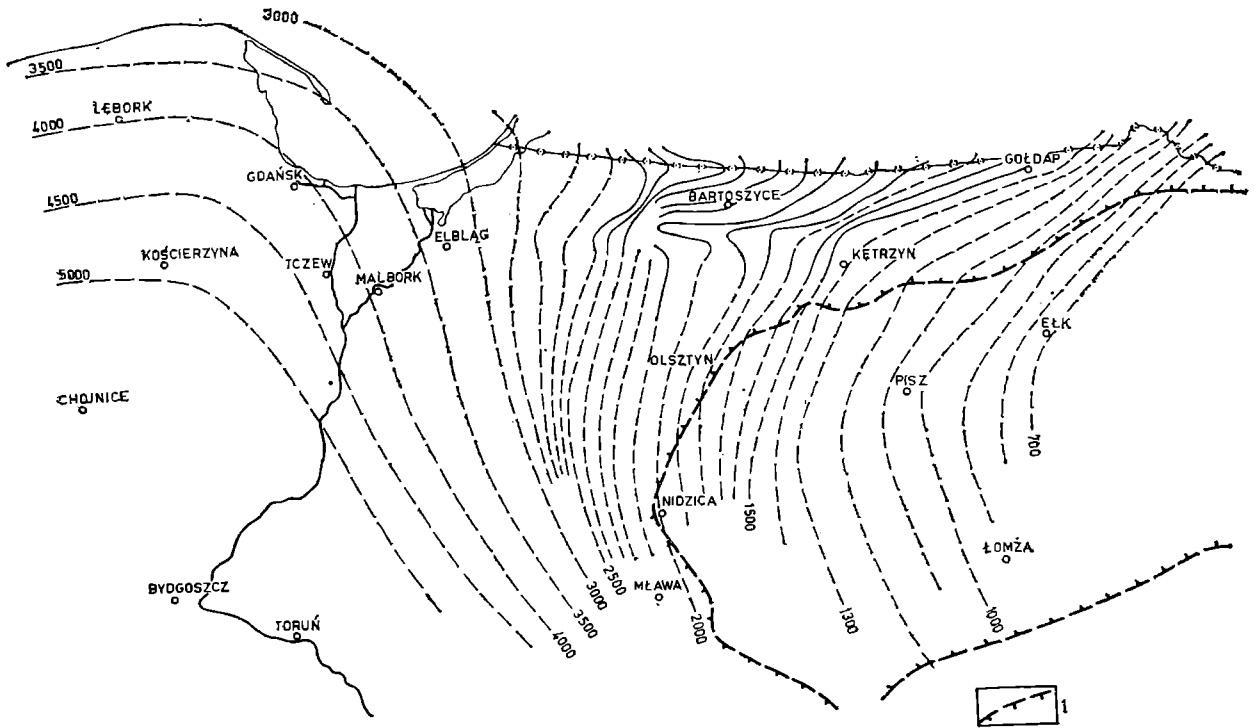 3000
3500
LĘBORK
4000
GDAŃSK
GOŁDAP
BARTOSZYCE
4500
ELBLĄG
KOŚCIERZYNA
TCZEW
KĘTRZYN
5000
MALBORK
EŁK
OLSZTYN
PISZ
CHOJNICE
700
NIDZICA
1500
ŁOMŻA
2500
3000
MŁAWA
BYDGOSZCZ
3500
2000
1300
1000
TORUŃ
4000
1